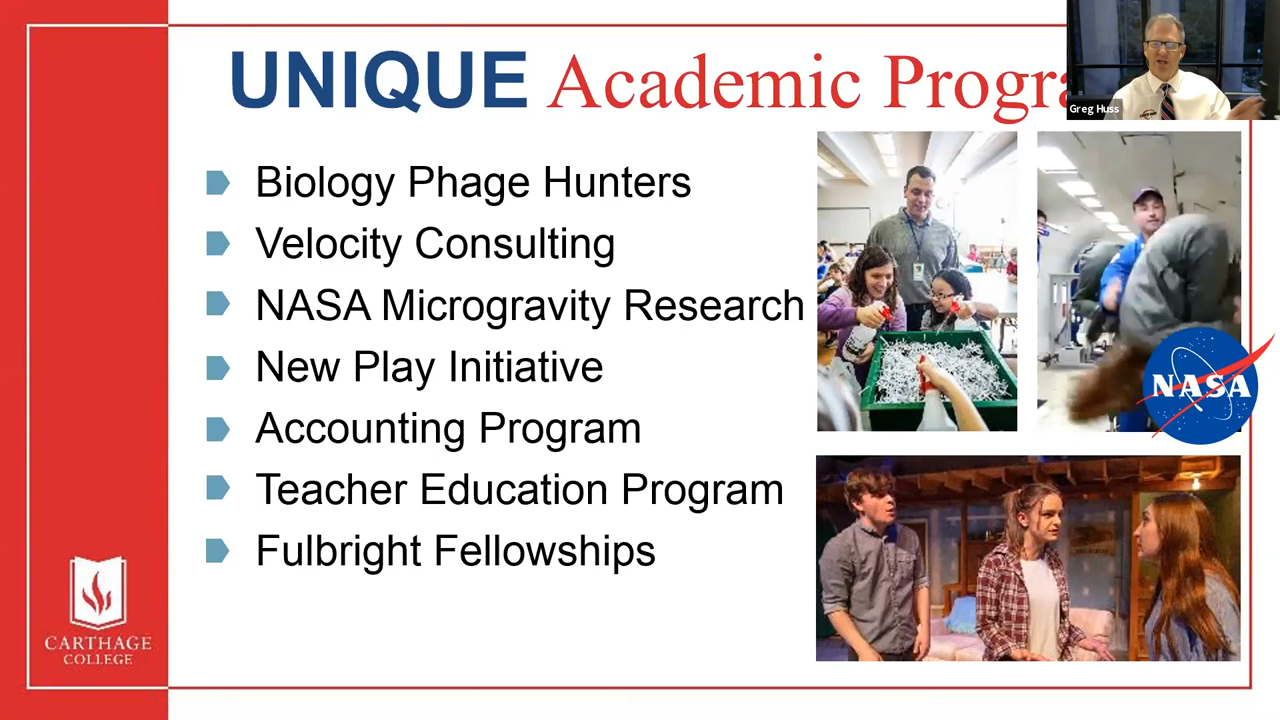 UNIQUE Academic Progra
Greg Huss
Biology Phage Hunters
Velocity Consulting
NASA Microgravity Research
New Play Initiative
Accounting Program
Teacher Education Program
Fulbright Fellowships
NASA
CARTHAGE
COLLEGE